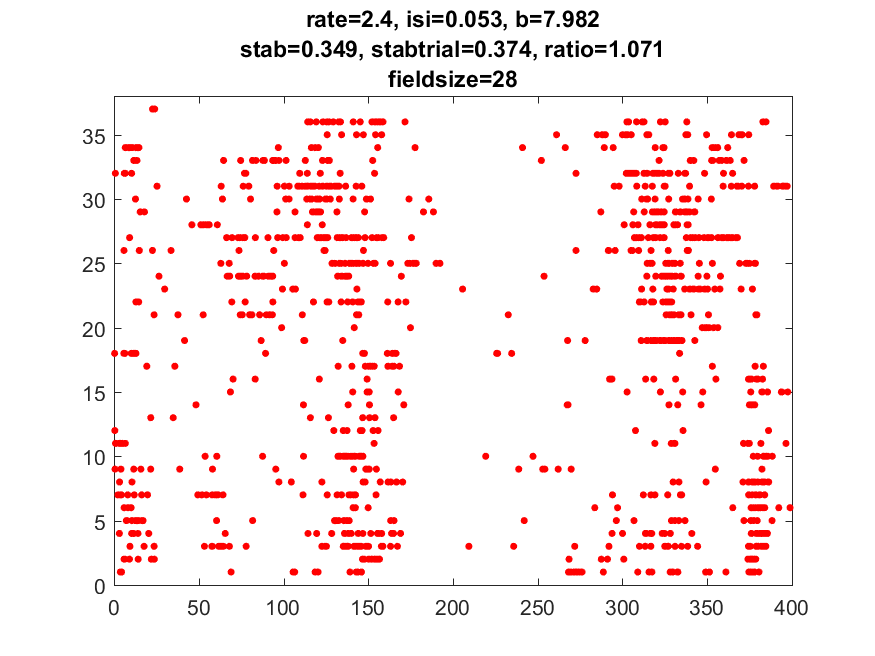 rate=2.4, isi=0.053, b=7.982
stab=0.349, stabtrial=0.374, ratio=1.071
fieldsize=28
35
30
25
20
15
10
5
0
0 50 100 150 200 250 300 350 400